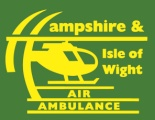 Hampshire &
Isle of
Wight
AIR
AMBULANCE